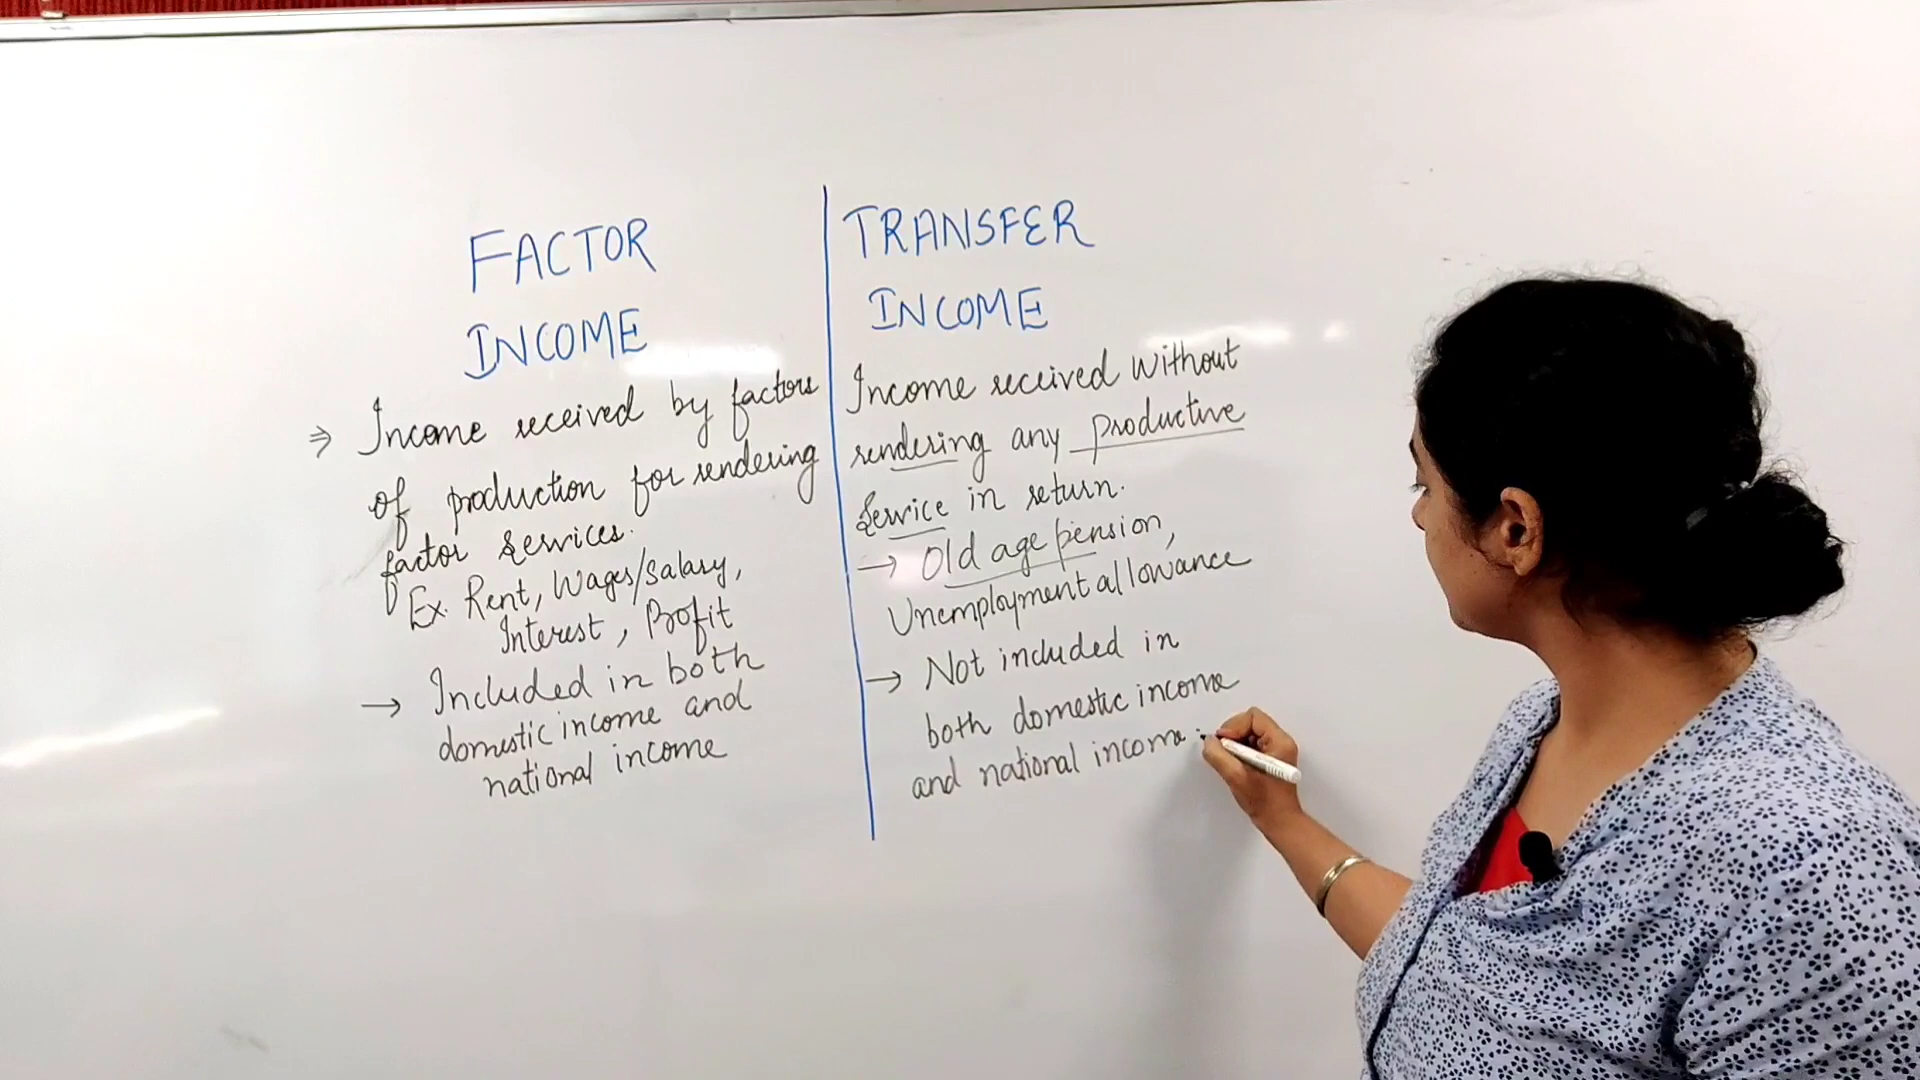 FACTOR
INCOME
⇒ Income received by factors
of production for rendering
factor services.
Ex. Rent, Wages/Salary,
Interest, Profit
→ Included in both
domestic income and
national income
TRANSFER
INCOME
Income received without
rendering any productive
service in return.
→ Old age pension,
Unemployment allowance
→ Not included in
both domestic income
and national income.